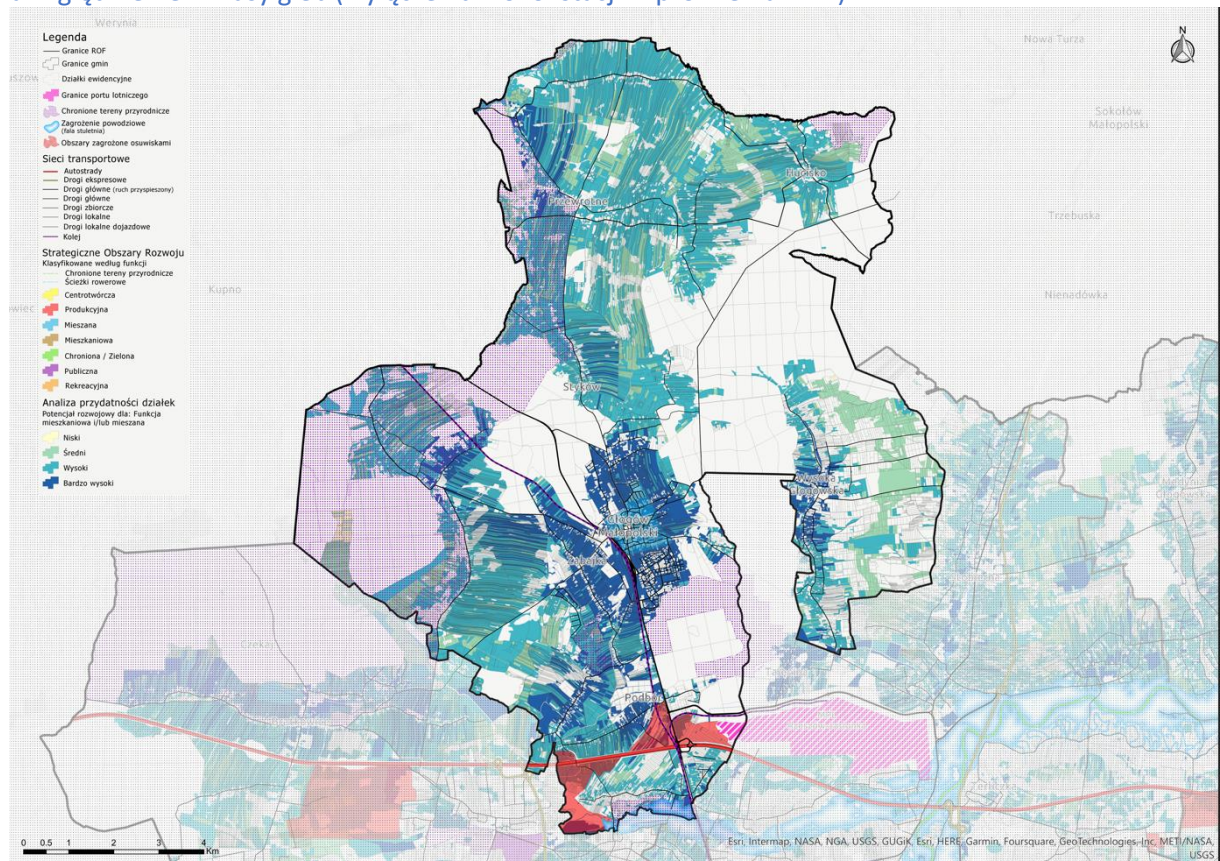 Werynia
Nowa Turza
N
Legenda
Granice ROF
Granice gmin
Działki ewidencyjne
Granice portu lotniczego
Chronione tereny przyrodnicze
Zagrożenie powodziowe
(fala stuletnia)
Obszary zagrożone osuwiskami
Sieci transportowe
Autostrady
Drogi ekspresowe
Drogi główne (ruch przyspieszony)
Drogi główne
Drogi zbiorcze
Drogi lokalne
Drogi lokalne dojazdowe
Kolej
Strategiczne Obszary Rozwoju
Klasyfikowane według funkcji
Chronione tereny przyrodnicze
Ścieżki rowerowe
Centrotwórcza
Produkcyjna
Mieszana
Mieszkaniowa
Chroniona / Zielona
Publiczna
Rekreacyjna
Analiza przydatności działek
Potencjał rozwojowy dla: Funkcja
mieszkaniowa i/lub mieszana
Niski
Średni
Wysoki
Bardzo wysoki
Sokołów
Małopolski
Hucisko
Przewrotne
Trzebuska
Kupno
Nienadówka
Styków
Wysoka
Głogowska
Głogów
Małopolski
0 0.5 1 2 3 4
Km
Esri, Intermap, NASA, NGA, USGS, GUGiK, Esri, HERE, Garmin, Foursquare, GeoTechnologies, Inc, METI/NASA,
USGS